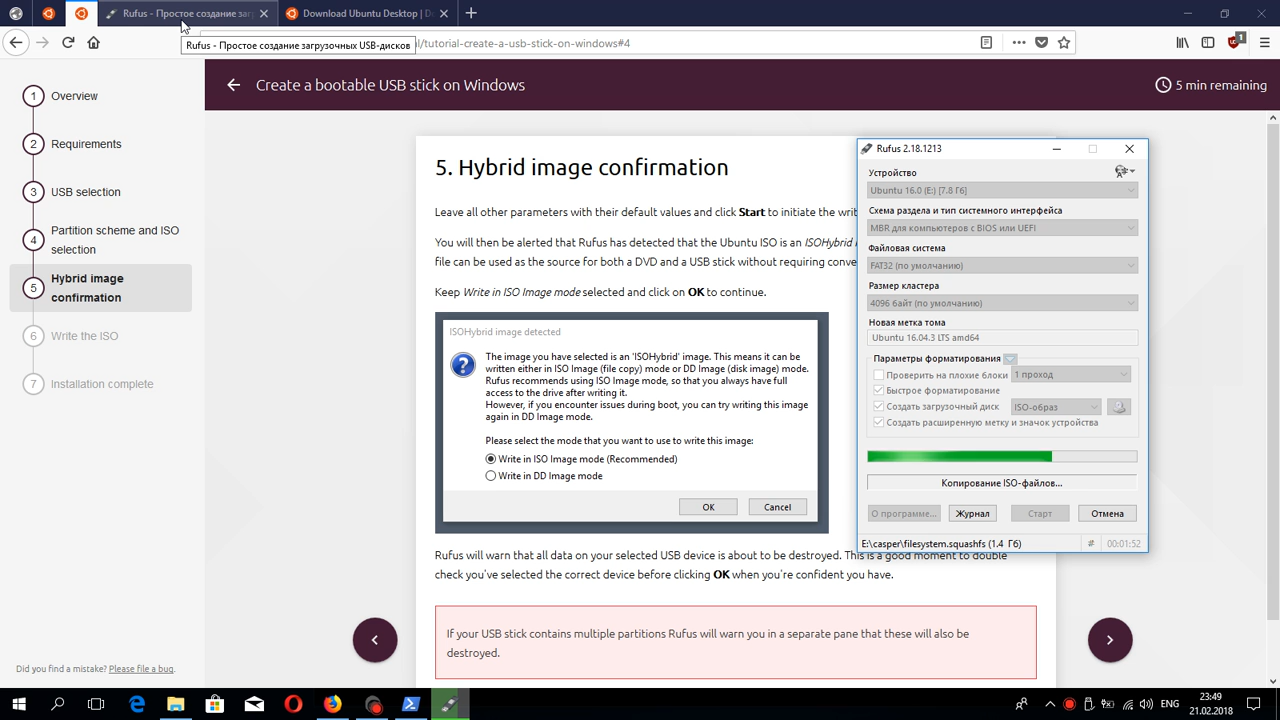 Rufus - Простое создание загр
Download Ubuntu Desktop | D
Rufus - Простое создание загрузочных USB-дисков
/tutorial-create-a-usb-stick-on-windows#4
1
Create a bootable USB stick on Windows
5 min remaining
1 Overview
2 Requirements
3 USB selection
4 Partition scheme and ISO
selection
5 Hybrid image
confirmation
6 Write the ISO
7 Installation complete
Did you find a mistake? Please file a bug.
5. Hybrid image confirmation
Leave all other parameters with their default values and click Start to initiate the
You will then be alerted that Rufus has detected that the Ubuntu ISO is an ISOHybrid
file can be used as the source for both a DVD and a USB stick without requiring
Keep Write in ISO Image mode selected and click on OK to continue.
ISOHybrid image detected
The image you have selected is an 'ISOHybrid' image. This means it can be
written either in ISO Image (file copy) mode or DD Image (disk image) mode.
Rufus recommends using ISO Image mode, so that you always have full
access to the drive after writing it.
However, if you encounter issues during boot, you can try writing this image
again in DD Image mode.
Please select the mode that you want to use to write this image:
Write in ISO Image mode (Recommended)
Write in DD Image mode
OK Cancel
Rufus will warn that all data on your selected USB device is about to be destroyed. This is a good moment to double
check you've selected the correct device before clicking OK when you're confident you have.
If your USB stick contains multiple partitions Rufus will warn you in a separate pane that these will also be
destroyed.
Rufus 2.18.1213
Устройство
Ubuntu 16.0 (E:) [7.8 Гб]
Схема раздела и тип системного интерфейса
MBR для компьютеров с BIOS или UEFI
Файловая система
FAT32 (по умолчанию)
Размер кластера
4096 байт (по умолчанию)
Новая метка тома
Ubuntu 16.04.3 LTS amd64
Параметры форматирования
Проверить на плохие блоки 1 проход
Быстрое форматирование
Создать загрузочный диск ISO-образ
Создать расширенную метку и значок устройства
Копирование ISO-файлов...
О программе... Журнал Старт Отмена
E:\casper\filesystem.squashfs (1.4 Гб) # 00:01:52
ENG
23:49
21.02.2018